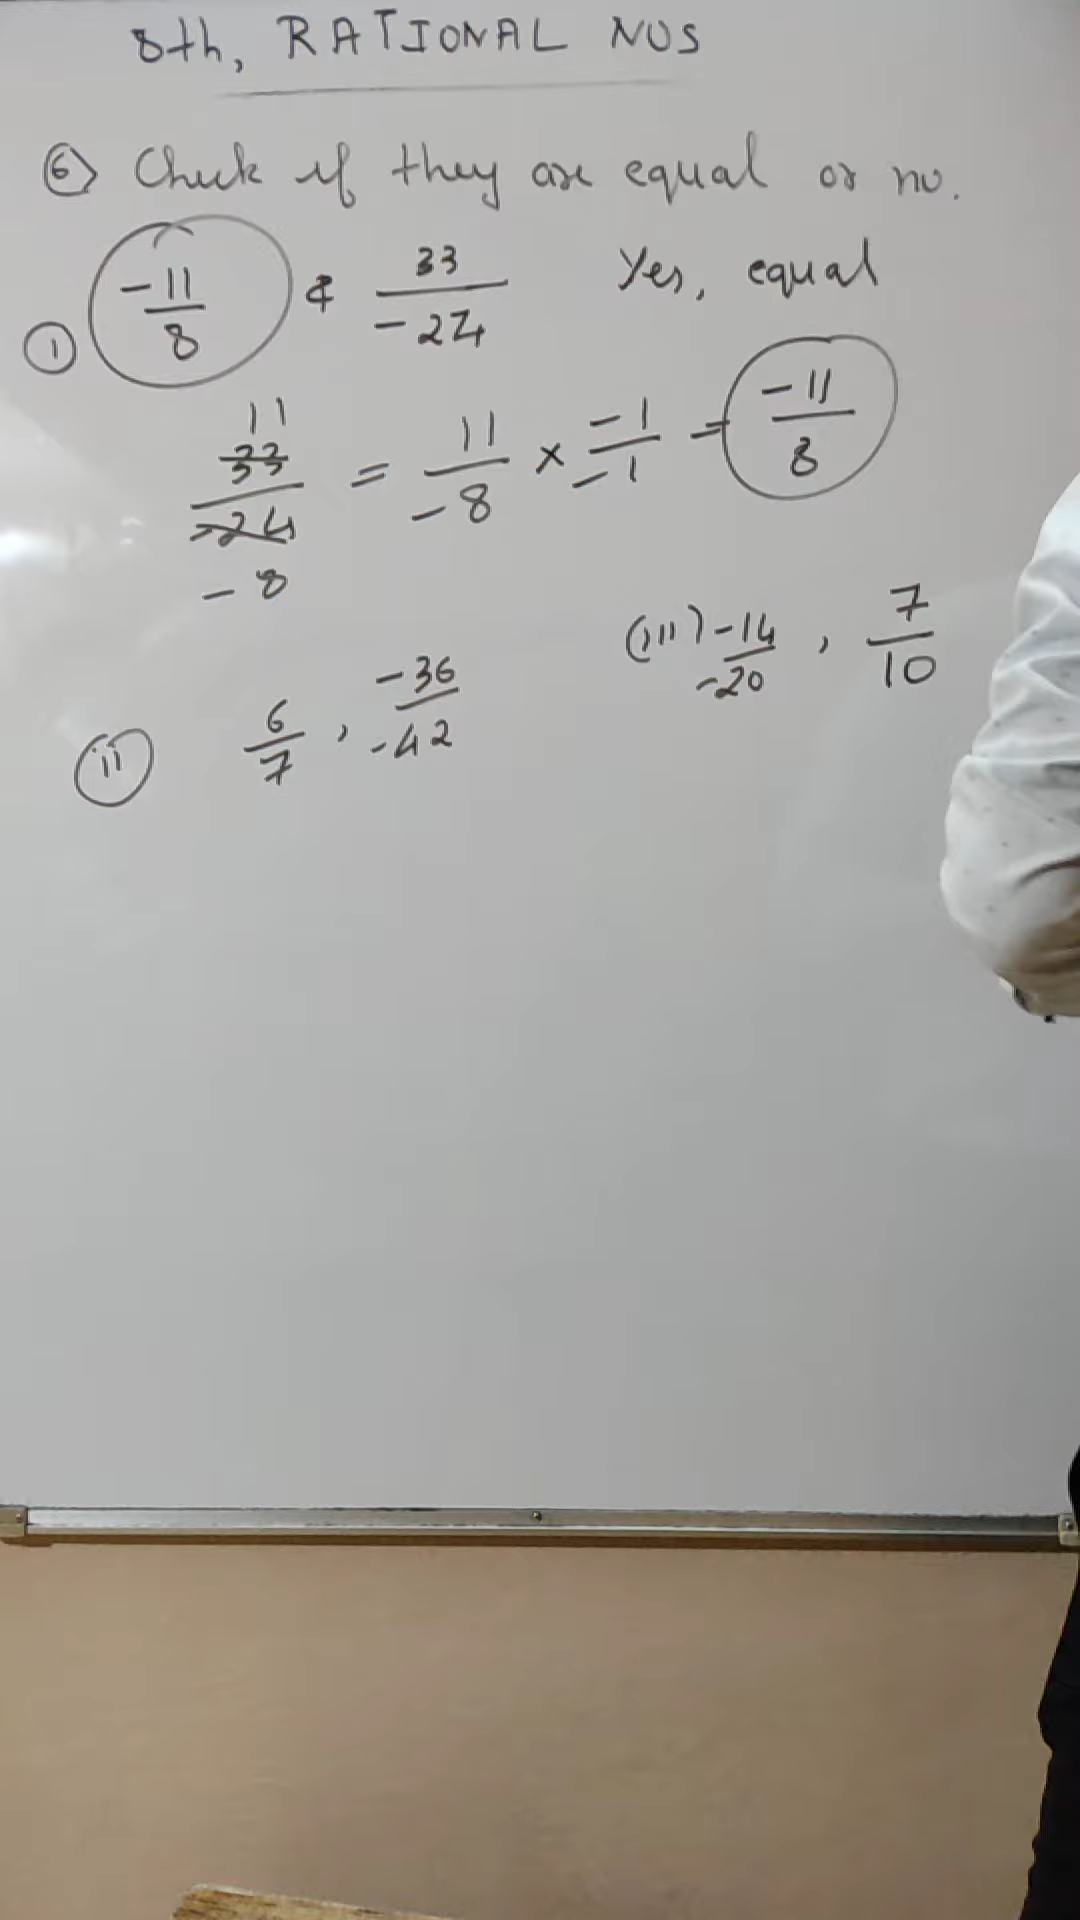 8th, RATIONAL NOS
6) Check if they are equal or no.
(i) -11/8 & 33/-24 Yes, equal
11
33/-24 = 11/-8 × -1/-1 = -11/8
-8
(ii) 6/7 , -36/-42
(iii) -14/-20 , 7/10